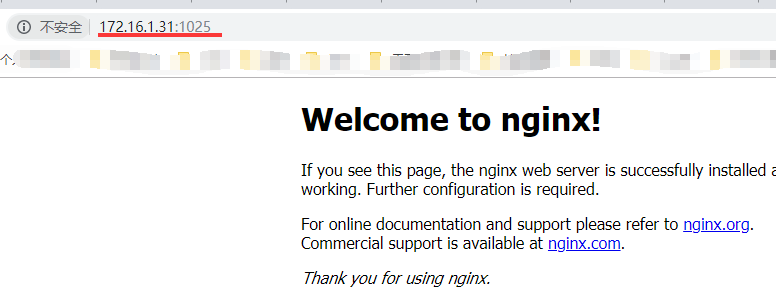 不安全 172.16.1.31:1025
个
Welcome to nginx!
If you see this page, the nginx web server is successfully installed a
working. Further configuration is required.
For online documentation and support please refer to nginx.org.
Commercial support is available at nginx.com.
Thank you for using nginx.